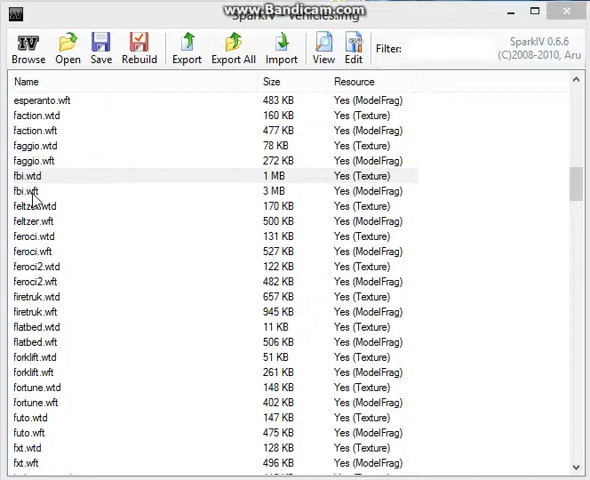 www.Bandicam.com
SparkIV - vehicles.img
IV
Browse
Open
Save
Rebuild
Export
Export All
Import
View
Edit
Filter:
SparkIV 0.6.6
(C)2008-2010, Aru
Name Size Resource
esperanto.wft 483 KB Yes (ModelFrag)
faction.wtd 160 KB Yes (Texture)
faction.wft 477 KB Yes (ModelFrag)
faggio.wtd 78 KB Yes (Texture)
faggio.wft 272 KB Yes (ModelFrag)
fbi.wtd 1 MB Yes (Texture)
fbi.wft 3 MB Yes (ModelFrag)
feltzer.wtd 170 KB Yes (Texture)
feltzer.wft 500 KB Yes (ModelFrag)
feroci.wtd 131 KB Yes (Texture)
feroci.wft 527 KB Yes (ModelFrag)
feroci2.wtd 122 KB Yes (Texture)
feroci2.wft 482 KB Yes (ModelFrag)
firetruk.wtd 657 KB Yes (Texture)
firetruk.wft 945 KB Yes (ModelFrag)
flatbed.wtd 11 KB Yes (Texture)
flatbed.wft 506 KB Yes (ModelFrag)
forklift.wtd 51 KB Yes (Texture)
forklift.wft 261 KB Yes (ModelFrag)
fortune.wtd 148 KB Yes (Texture)
fortune.wft 402 KB Yes (ModelFrag)
futo.wtd 147 KB Yes (Texture)
futo.wft 475 KB Yes (ModelFrag)
fxt.wtd 128 KB Yes (Texture)
fxt.wft 496 KB Yes (ModelFrag)